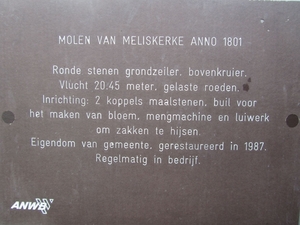 MOLEN VAN MELISKERKE ANNO 1801
Ronde stenen grondzeiler, bovenkruier.
Vlucht 20.45 meter, gelaste roeden.
Inrichting: 2 koppels maalstenen, buil voor
het maken van bloem, mengmachine en luiwerk
om zakken te hijsen.
Eigendom van gemeente, gerestaureerd in 1987.
Regelmatig in bedrijf.
ANWB